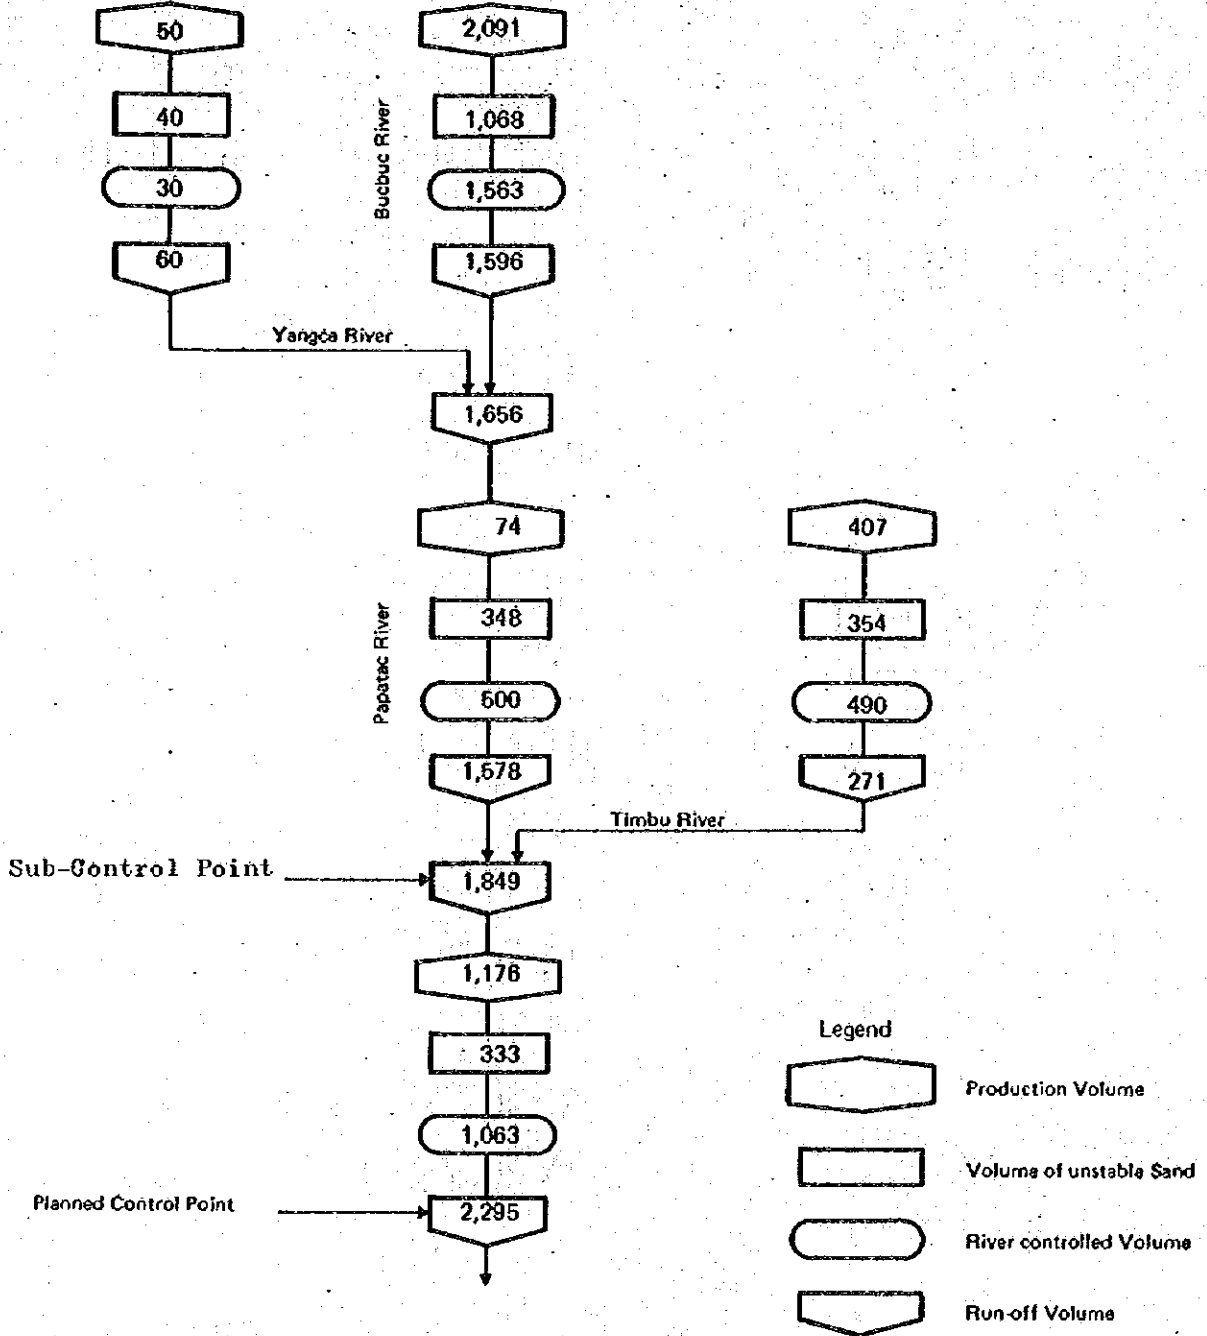 50
2,091
40
1,068
30
1,563
60
1,596
Bucbuc River
Yangca River
1,656
74
407
348
354
500
490
1,578
271
Papatac River
Timbu River
Sub-Control Point
1,849
1,176
333
1,063
Planned Control Point
2,295
Legend
Production Volume
Volume of unstable Sand
River controlled Volume
Run-off Volume